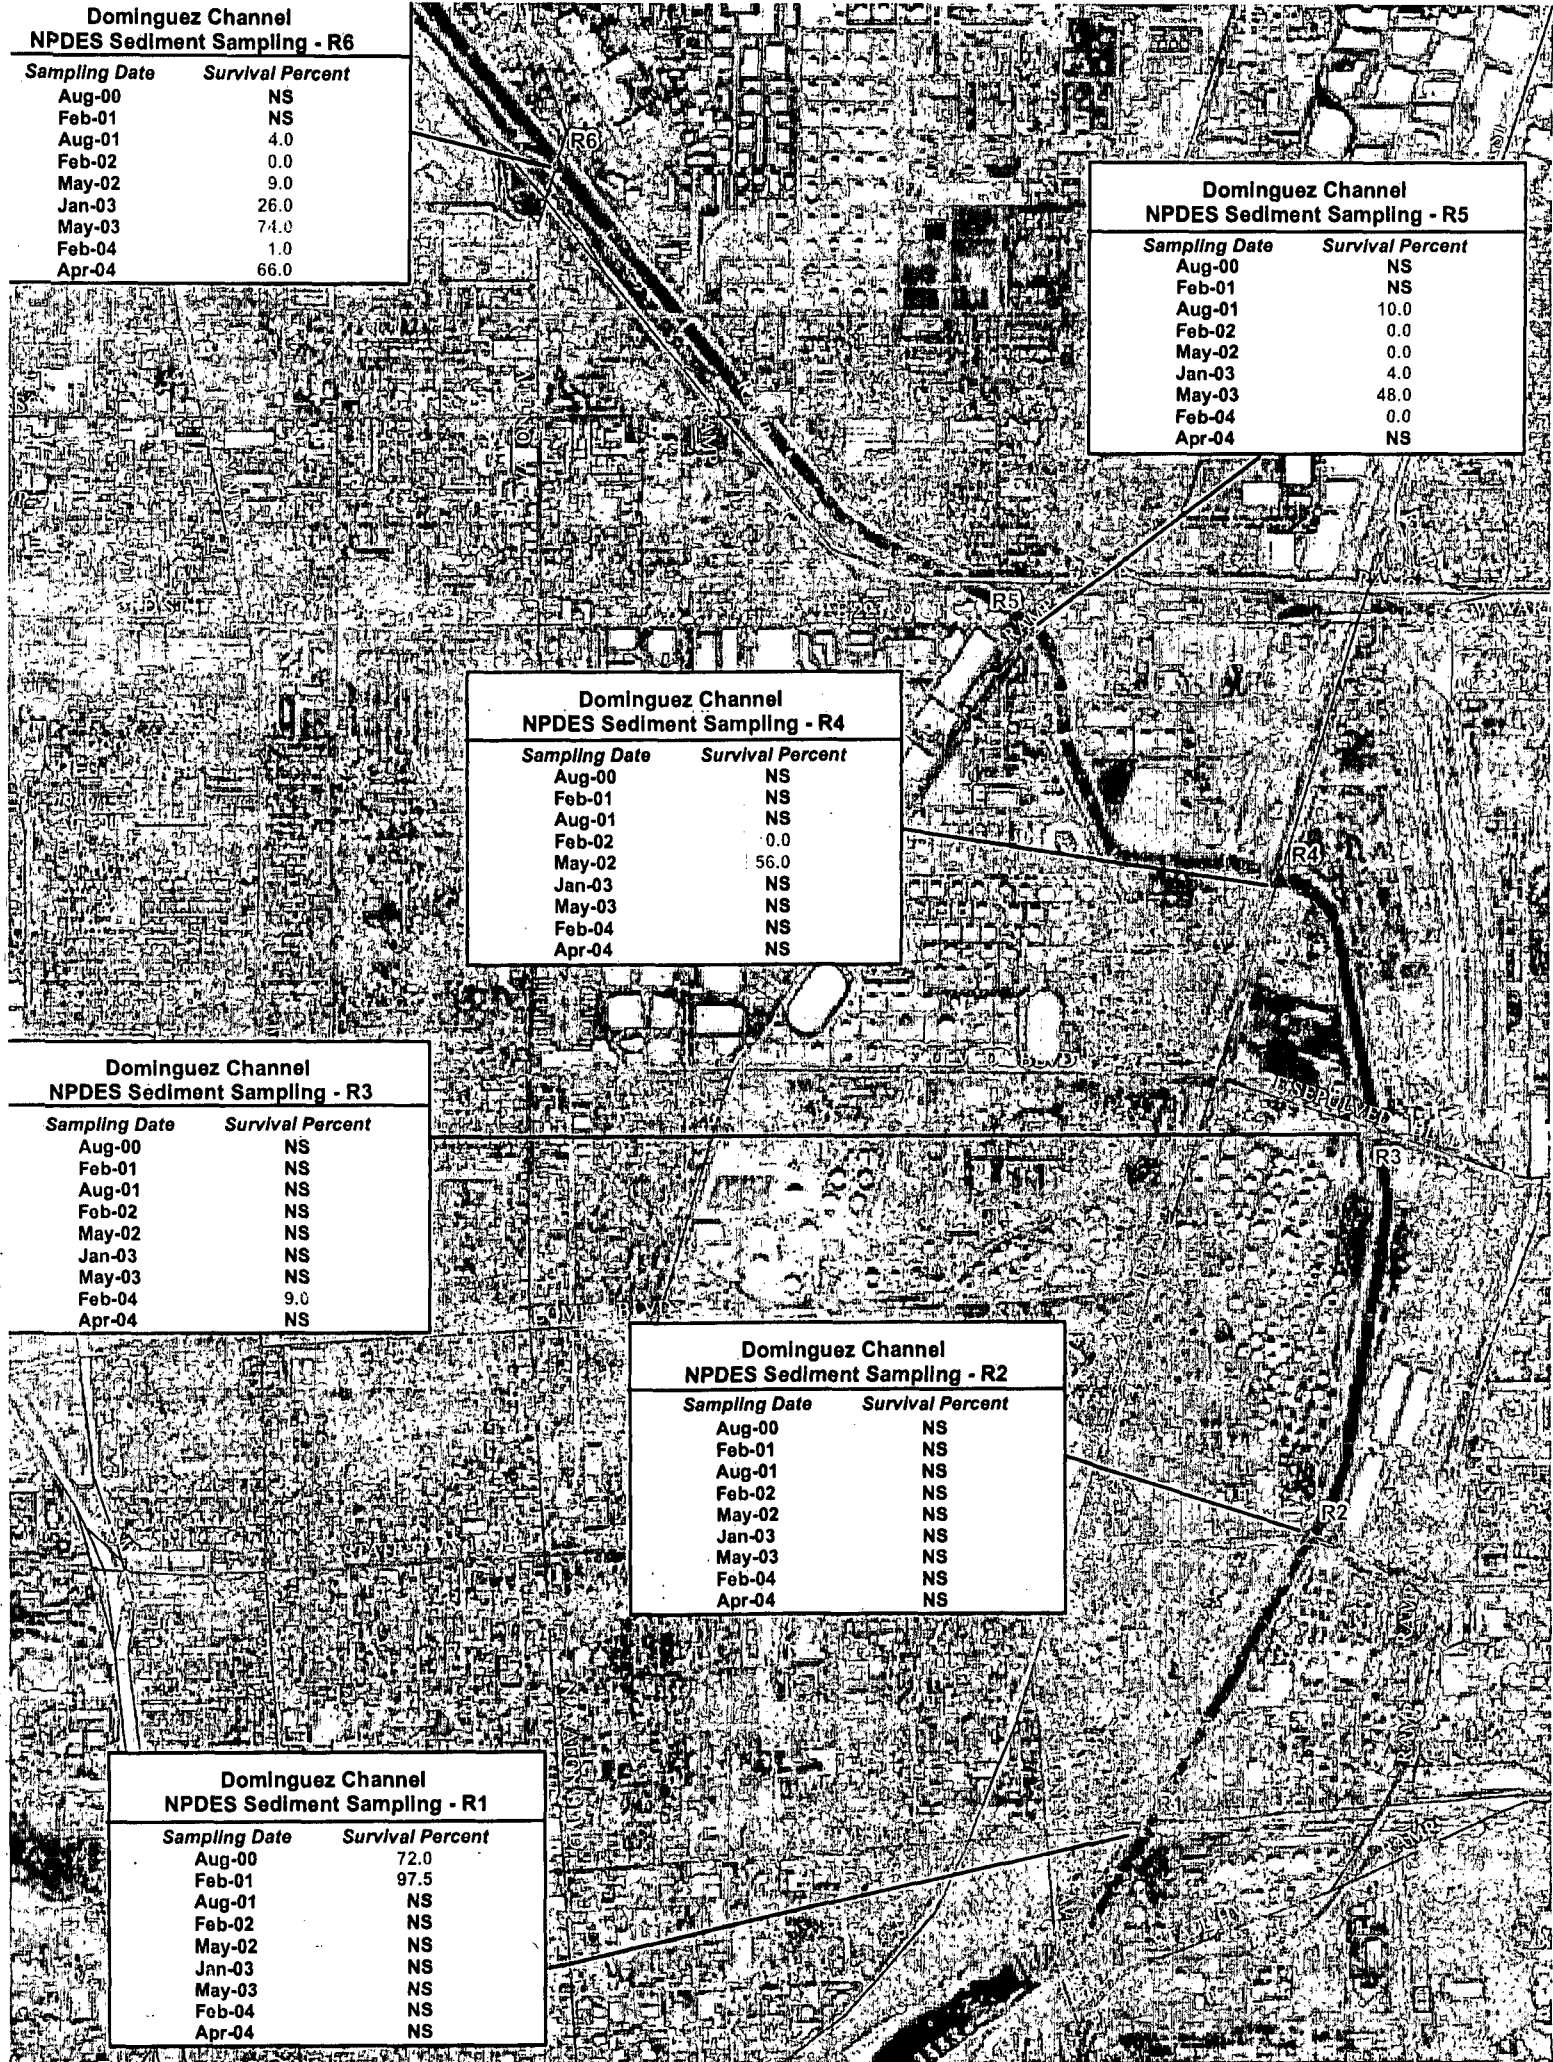 Dominguez Channel
NPDES Sediment Sampling - R6
Sampling Date Survival Percent
Aug-00 NS
Feb-01 NS
Aug-01 4.0
Feb-02 0.0
May-02 9.0
Jan-03 26.0
May-03 74.0
Feb-04 1.0
Apr-04 66.0
R6
Dominguez Channel
NPDES Sediment Sampling - R5
Sampling Date Survival Percent
Aug-00 NS
Feb-01 NS
Aug-01 10.0
Feb-02 0.0
May-02 0.0
Jan-03 4.0
May-03 48.0
Feb-04 0.0
Apr-04 NS
R5
Dominguez Channel
NPDES Sediment Sampling - R4
Sampling Date Survival Percent
Aug-00 NS
Feb-01 NS
Aug-01 NS
Feb-02 0.0
May-02 56.0
Jan-03 NS
May-03 NS
Feb-04 NS
Apr-04 NS
R4
Dominguez Channel
NPDES Sediment Sampling - R3
Sampling Date Survival Percent
Aug-00 NS
Feb-01 NS
Aug-01 NS
Feb-02 NS
May-02 NS
Jan-03 NS
May-03 NS
Feb-04 9.0
Apr-04 NS
R3
Dominguez Channel
NPDES Sediment Sampling - R2
Sampling Date Survival Percent
Aug-00 NS
Feb-01 NS
Aug-01 NS
Feb-02 NS
May-02 NS
Jan-03 NS
May-03 NS
Feb-04 NS
Apr-04 NS
R2
Dominguez Channel
NPDES Sediment Sampling - R1
Sampling Date Survival Percent
Aug-00 72.0
Feb-01 97.5
Aug-01 NS
Feb-02 NS
May-02 NS
Jan-03 NS
May-03 NS
Feb-04 NS
Apr-04 NS